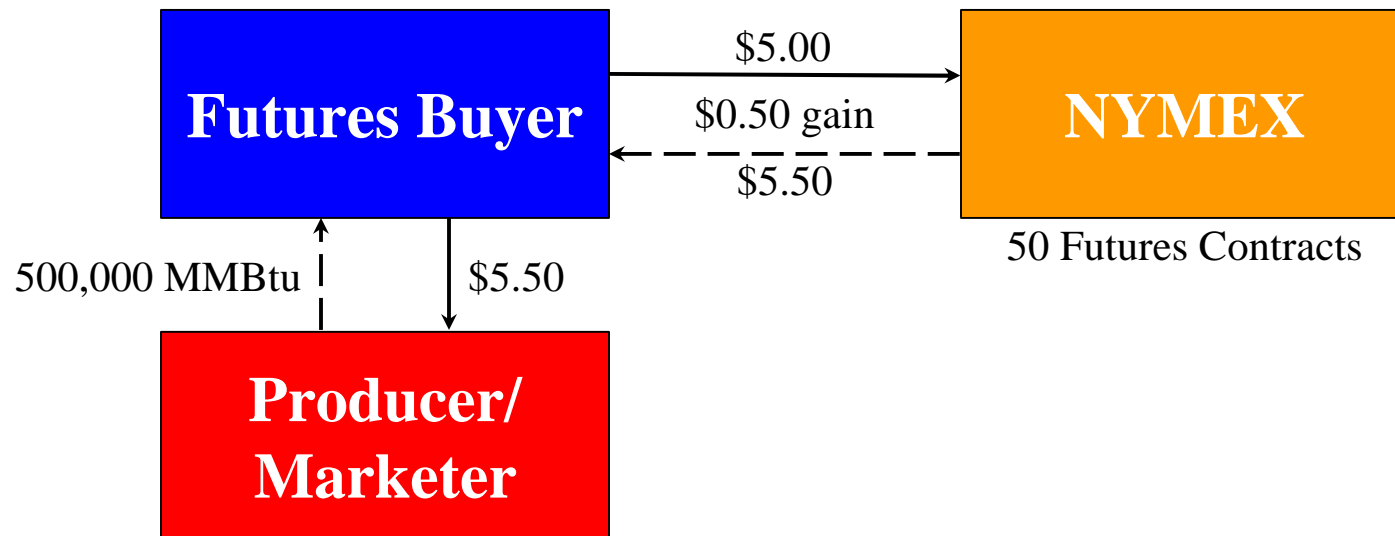 $5.00
Futures Buyer
$0.50 gain
NYMEX
$5.50
50 Futures Contracts
500,000 MMBtu
$5.50
Producer/
Marketer